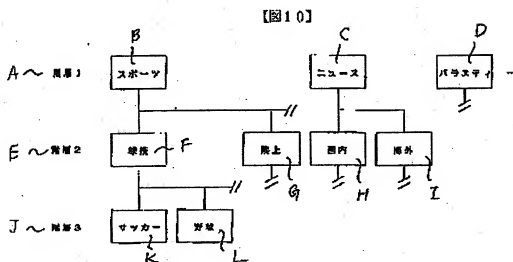 【図10】
B
C
D
A 階層1 スポーツ ニュース バラエティ
E 階層2 球技 F 陸上 国内 海外
G H I
J 階層3 サッカー 野球
K L